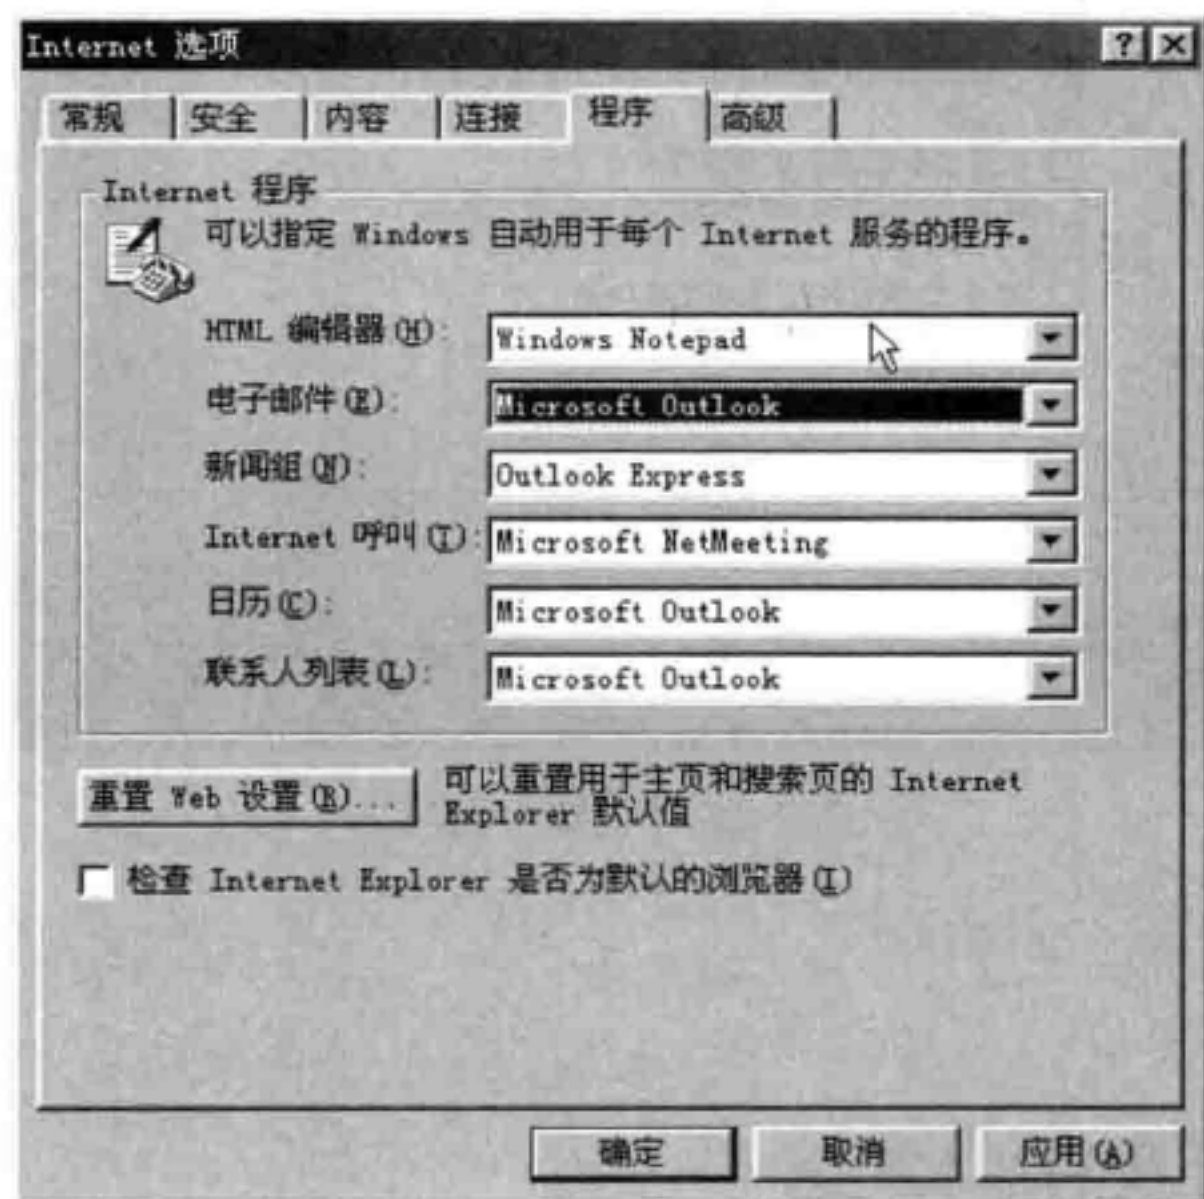 Internet 选项
常规 安全 内容 连接 程序 高级
Internet 程序
可以指定 Windows 自动用于每个 Internet 服务的程序。
HTML 编辑器(H): Windows Notepad
电子邮件(E): Microsoft Outlook
新闻组(N): Outlook Express
Internet 呼叫(T): Microsoft NetMeeting
日历(C): Microsoft Outlook
联系人列表(L): Microsoft Outlook
重置 Web 设置(R)... 可以重置用于主页和搜索页的 Internet
Explorer 默认值
检查 Internet Explorer 是否为默认的浏览器(I)
确定 取消 应用(A)